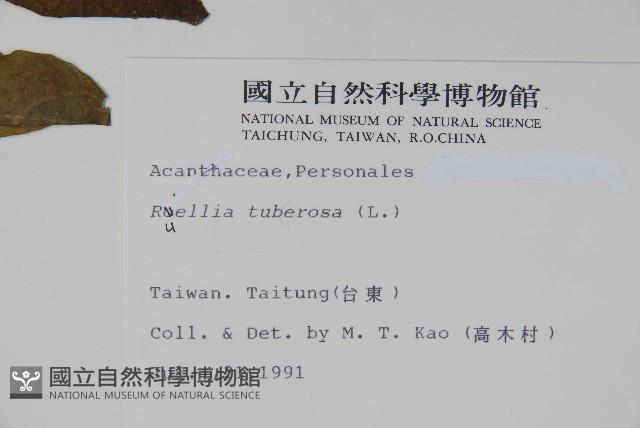 國立自然科學博物館
NATIONAL MUSEUM OF NATURAL SCIENCE
TAICHUNG, TAIWAN, R.O.CHINA
Acanthaceae,Personales
Ruellia tuberosa (L.)
u
Taiwan. Taitung(台東)
Coll. & Det. by M. T. Kao (高木村)
1991
國立自然科學博物館
NATIONAL MUSEUM OF NATURAL SCIENCE